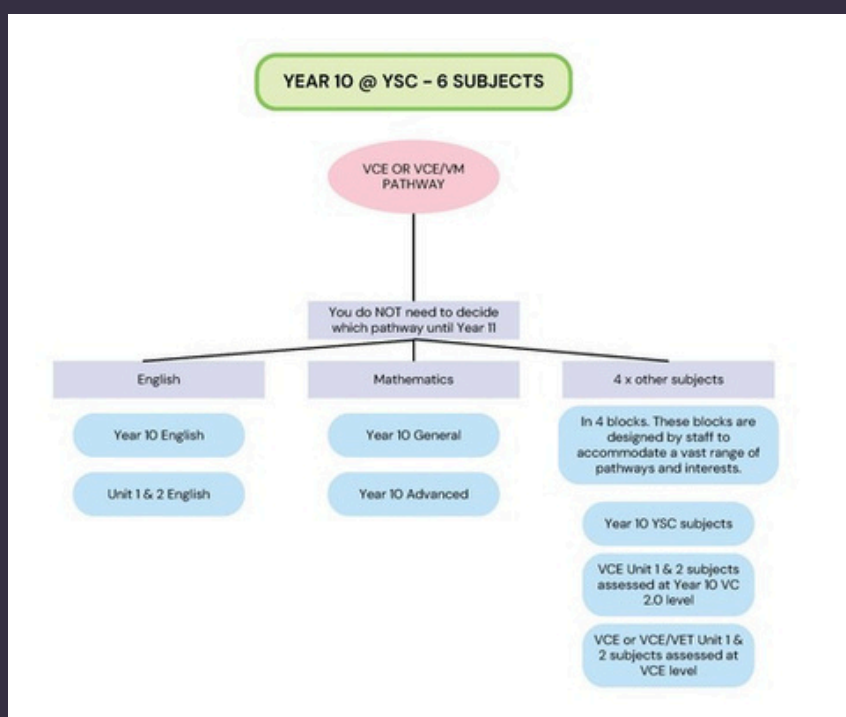 YEAR 10 @ YSC - 6 SUBJECTS
VCE OR VCE/VM
PATHWAY
You do NOT need to decide
which pathway until Year 11
English
Year 10 English
Unit 1 & 2 English
Mathematics
Year 10 General
Year 10 Advanced
4 x other subjects
In 4 blocks. These blocks are
designed by staff to
accommodate a vast range of
pathways and interests.
Year 10 YSC subjects
VCE Unit 1 & 2 subjects
assessed at Year 10 VC
2.0 level
VCE or VCE/VET Unit 1 &
2 subjects assessed at
VCE level